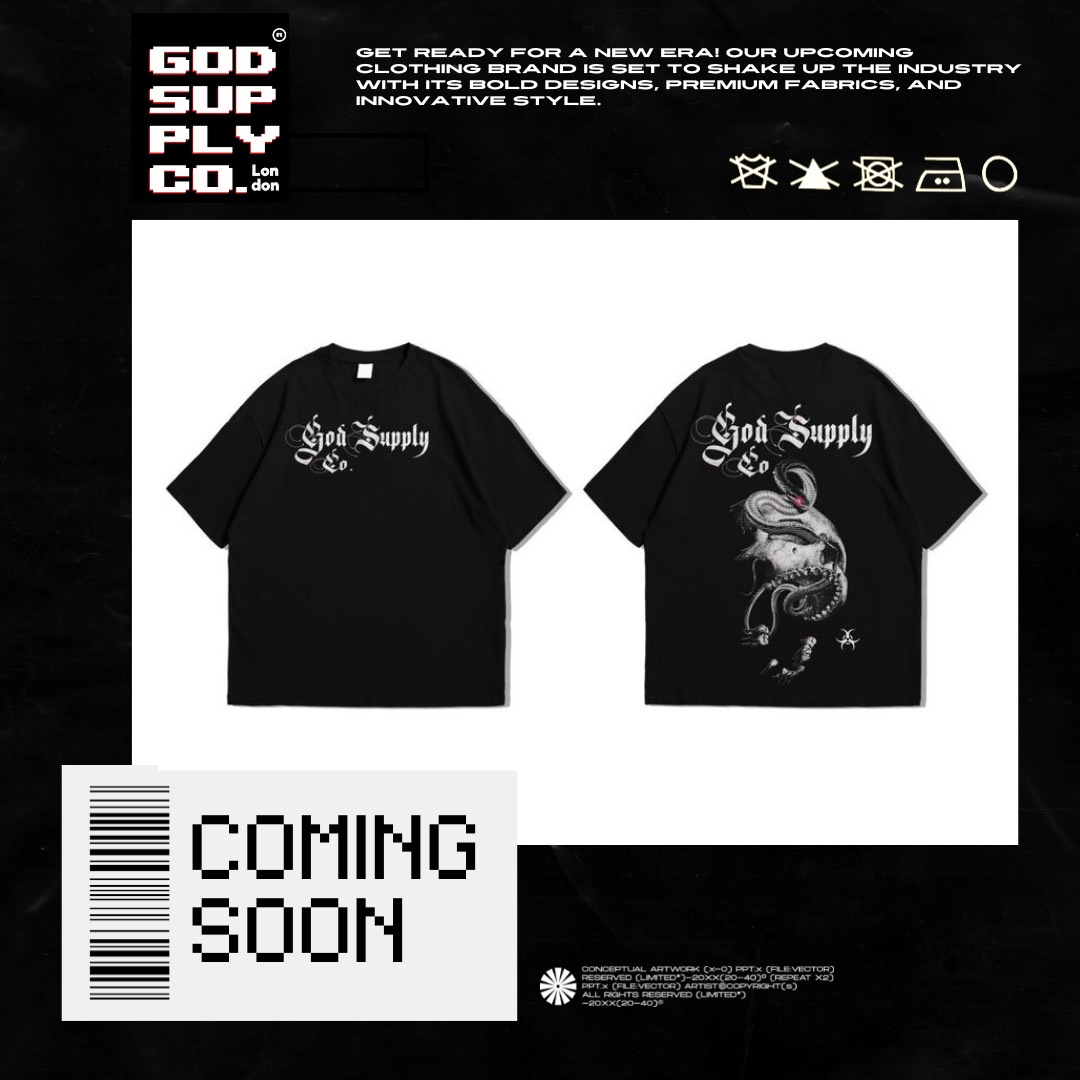 GOD
SUP
PLY
CO. Lon
don
GET READY FOR A NEW ERA! OUR UPCOMING
CLOTHING BRAND IS SET TO SHAKE UP THE INDUSTRY
WITH ITS BOLD DESIGNS, PREMIUM FABRICS, AND
INNOVATIVE STYLE.
God Supply
Co.
God Supply
Co
COMING
SOON
CONCEPTUAL ARTWORK (X-O) PPT.X (FILE:VECTOR)
RESERVED (LIMITED*)-20XX(20-40)® (REPEAT X2)
PPT.X (FILE:VECTOR) ARTIST@COPYRIGHT(S)
ALL RIGHTS RESERVED (LIMITED*)
-20XX(20-40)®